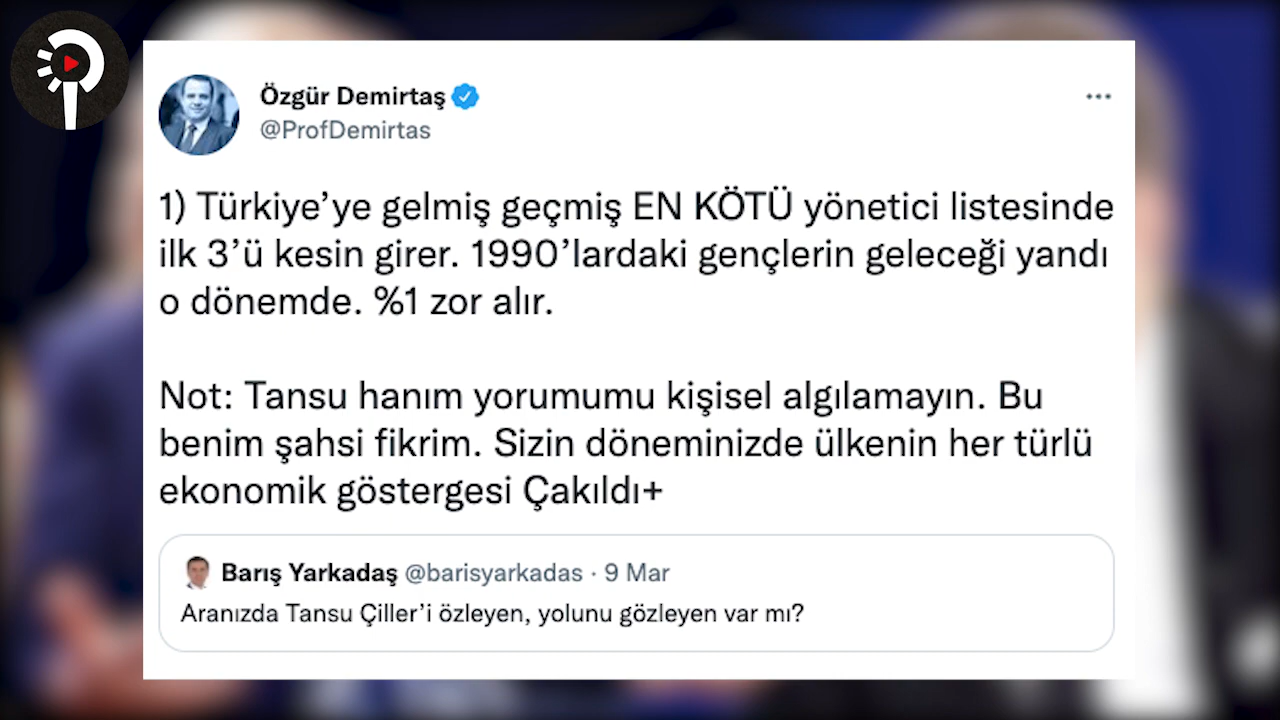 Özgür Demirtaş
@ProfDemirtas
1) Türkiye’ye gelmiş geçmiş EN KÖTÜ yönetici listesinde
ilk 3’ü kesin girer. 1990’lardaki gençlerin geleceği yandı
o dönemde. %1 zor alır.
Not: Tansu hanım yorumumu kişisel algılamayın. Bu
benim şahsi fikrim. Sizin döneminizde ülkenin her türlü
ekonomik göstergesi Çakıldı+
Barış Yarkadaş @barisyarkadas · 9 Mar
Aranızda Tansu Çiller’i özleyen, yolunu gözleyen var mı?